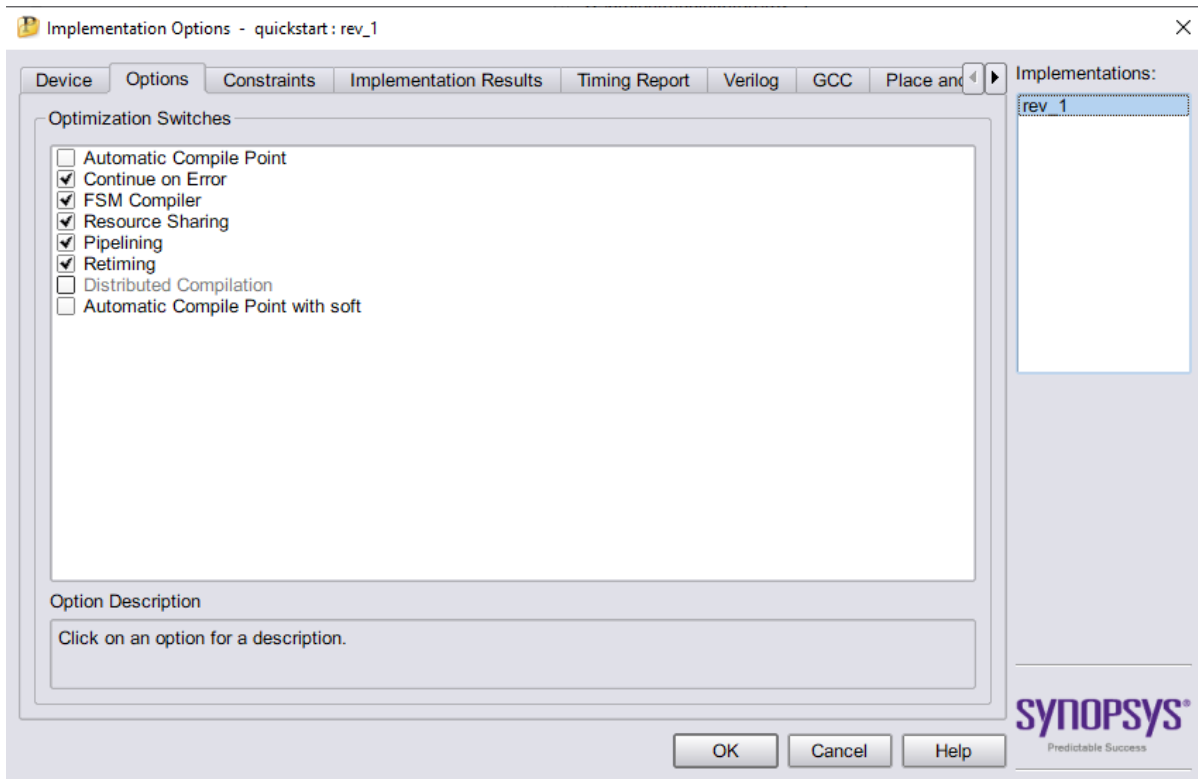 Implementation Options - quickstart : rev_1
Device Options Constraints Implementation Results Timing Report Verilog GCC Place and
Implementations:
rev_1
Optimization Switches
Automatic Compile Point
Continue on Error
FSM Compiler
Resource Sharing
Pipelining
Retiming
Distributed Compilation
Automatic Compile Point with soft
Option Description
Click on an option for a description.
OK Cancel Help
SYNOPSYS®
Predictable Success